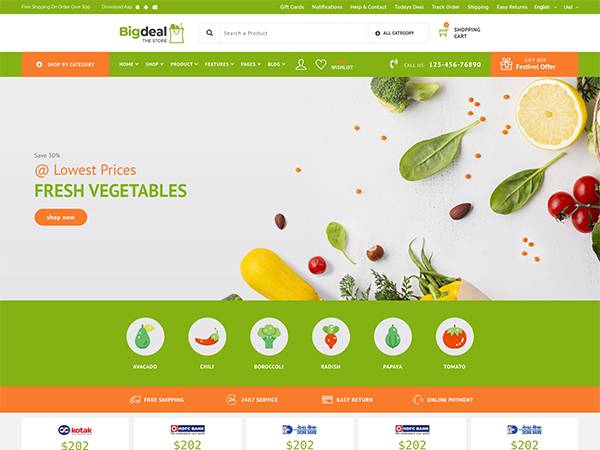 Free Shipping On Order Over $99 Download App Gift Cards Notifications Help & Contact Todays Deal Track Order Shipping Easy Returns English Usd
Bigdeal
THE STORE
Search a Product
ALL CATEGORY
SHOPPING
CART
SHOP BY CATEGORY
HOME SHOP PRODUCT FEATURES PAGES BLOG
WISHLIST
CALL US 123-456-76890
GIFT BOX
Festivel Offer
Save 30%
@ Lowest Prices
FRESH VEGETABLES
shop now
AVACADO CHILI BOROCCOLI RADISH PAPAYA TOMATO
FREE SHIPPING 24X7 SERVICE EASY RETURN ONLINE PAYMENT
kotak HDFC BANK DENA BANK HDFC BANK DENA BANK
$202 $202 $202 $202 $202